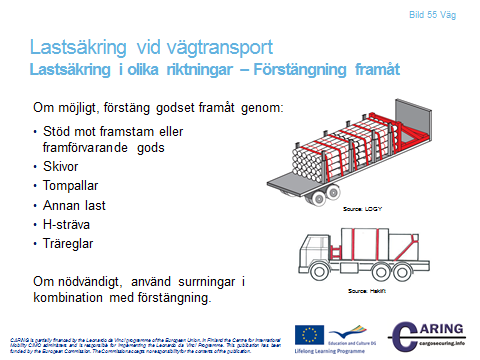 Bild 55 Väg
Lastsäkring vid vägtransport
Lastsäkring i olika riktningar – Förstängning framåt
Om möjligt, förstäng godset framåt genom:
• Stöd mot framstam eller
framförvarande gods
• Skivor
• Tompallar
• Annan last
• H-sträva
• Träreglar
Source: LOGY
Source: Hakift
Om nödvändigt, använd surrningar i
kombination med förstängning.
CARING is partially financed by the Leonardo da Vinci programme of the European Union. In Finland the Centre for International
Mobility CIMO administers and is responsible for implementing the Leonardo da Vinci Programme. This publication has been
funded by the European Commission. The Commission accepts no responsibility for the contents of the publication.
Education and Culture DG
Lifelong Learning Programme
CARING
cargosecuring.info